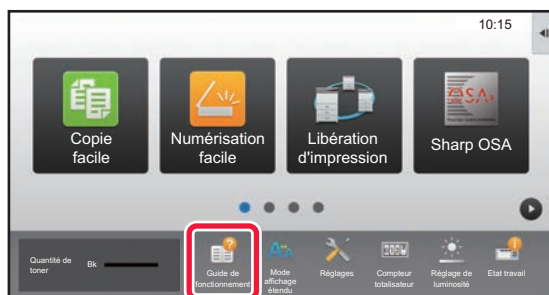 10:15
Copie
facile
Numérisation
facile
Libération
d'impression
OSA
Sharp OSA
Quantité de
toner
Bk
Guide de
fonctionnement
Mode
affichage
étendu
Réglages
Compteur
totalisateur
Réglage de
luminosité
Etat travail